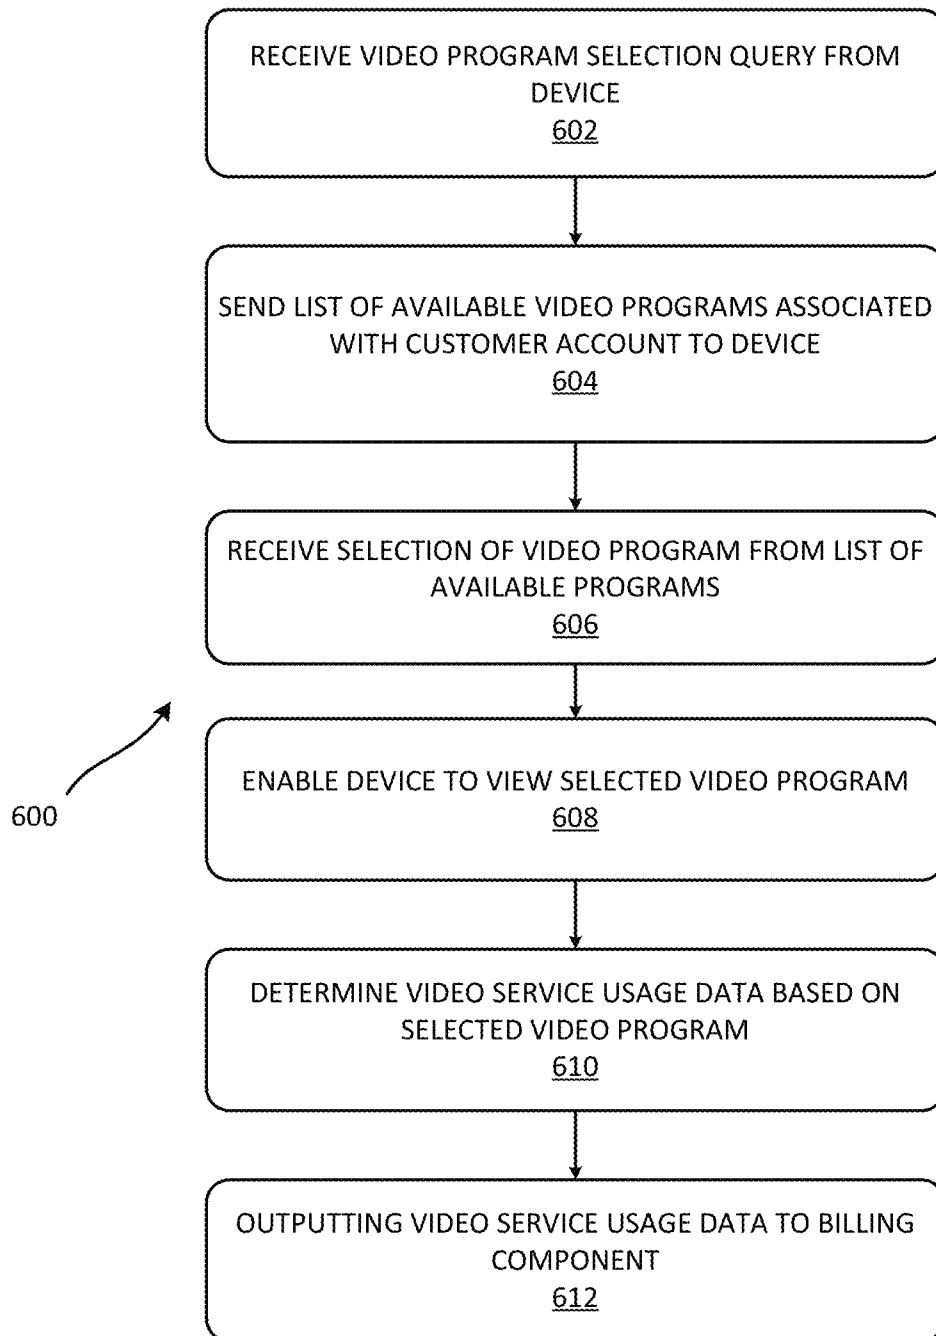 RECEIVE VIDEO PROGRAM SELECTION QUERY FROM
DEVICE
602
SEND LIST OF AVAILABLE VIDEO PROGRAMS ASSOCIATED
WITH CUSTOMER ACCOUNT TO DEVICE
604
RECEIVE SELECTION OF VIDEO PROGRAM FROM LIST OF
AVAILABLE PROGRAMS
606
ENABLE DEVICE TO VIEW SELECTED VIDEO PROGRAM
608
600
DETERMINE VIDEO SERVICE USAGE DATA BASED ON
SELECTED VIDEO PROGRAM
610
OUTPUTTING VIDEO SERVICE USAGE DATA TO BILLING
COMPONENT
612